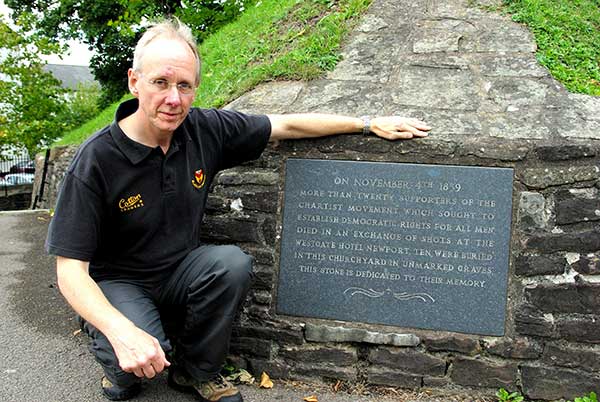 Cotton
TRADERS
ON NOVEMBER 4TH 1839
MORE THAN TWENTY SUPPORTERS OF THE
CHARTIST MOVEMENT WHICH SOUGHT TO
ESTABLISH DEMOCRATIC RIGHTS FOR ALL MEN
DIED IN AN EXCHANGE OF SHOTS AT THE
WESTGATE HOTEL NEWPORT, TEN, WERE BURIED
IN THIS CHURCHYARD IN UNMARKED GRAVES.
THIS STONE IS DEDICATED TO THEIR MEMORY.